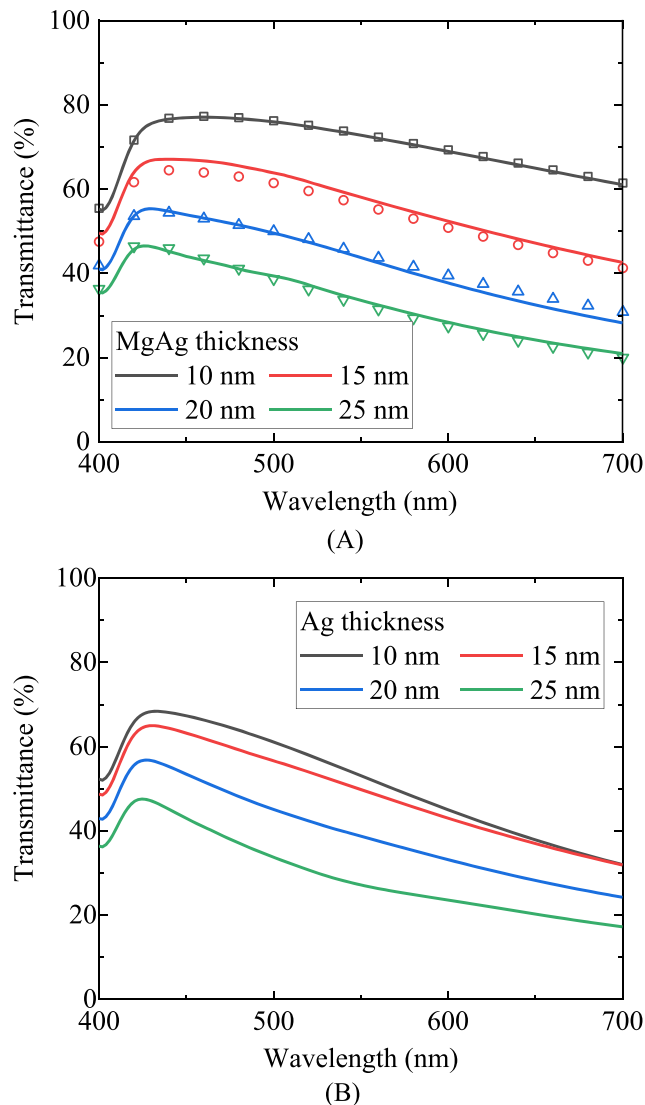 100
80
60
40
20
0
Transmittance (%)
MgAg thickness
10 nm 15 nm
20 nm 25 nm
400 500 600 700
Wavelength (nm)
(A)
100
80
60
40
20
0
Transmittance (%)
Ag thickness
10 nm 15 nm
20 nm 25 nm
400 500 600 700
Wavelength (nm)
(B)